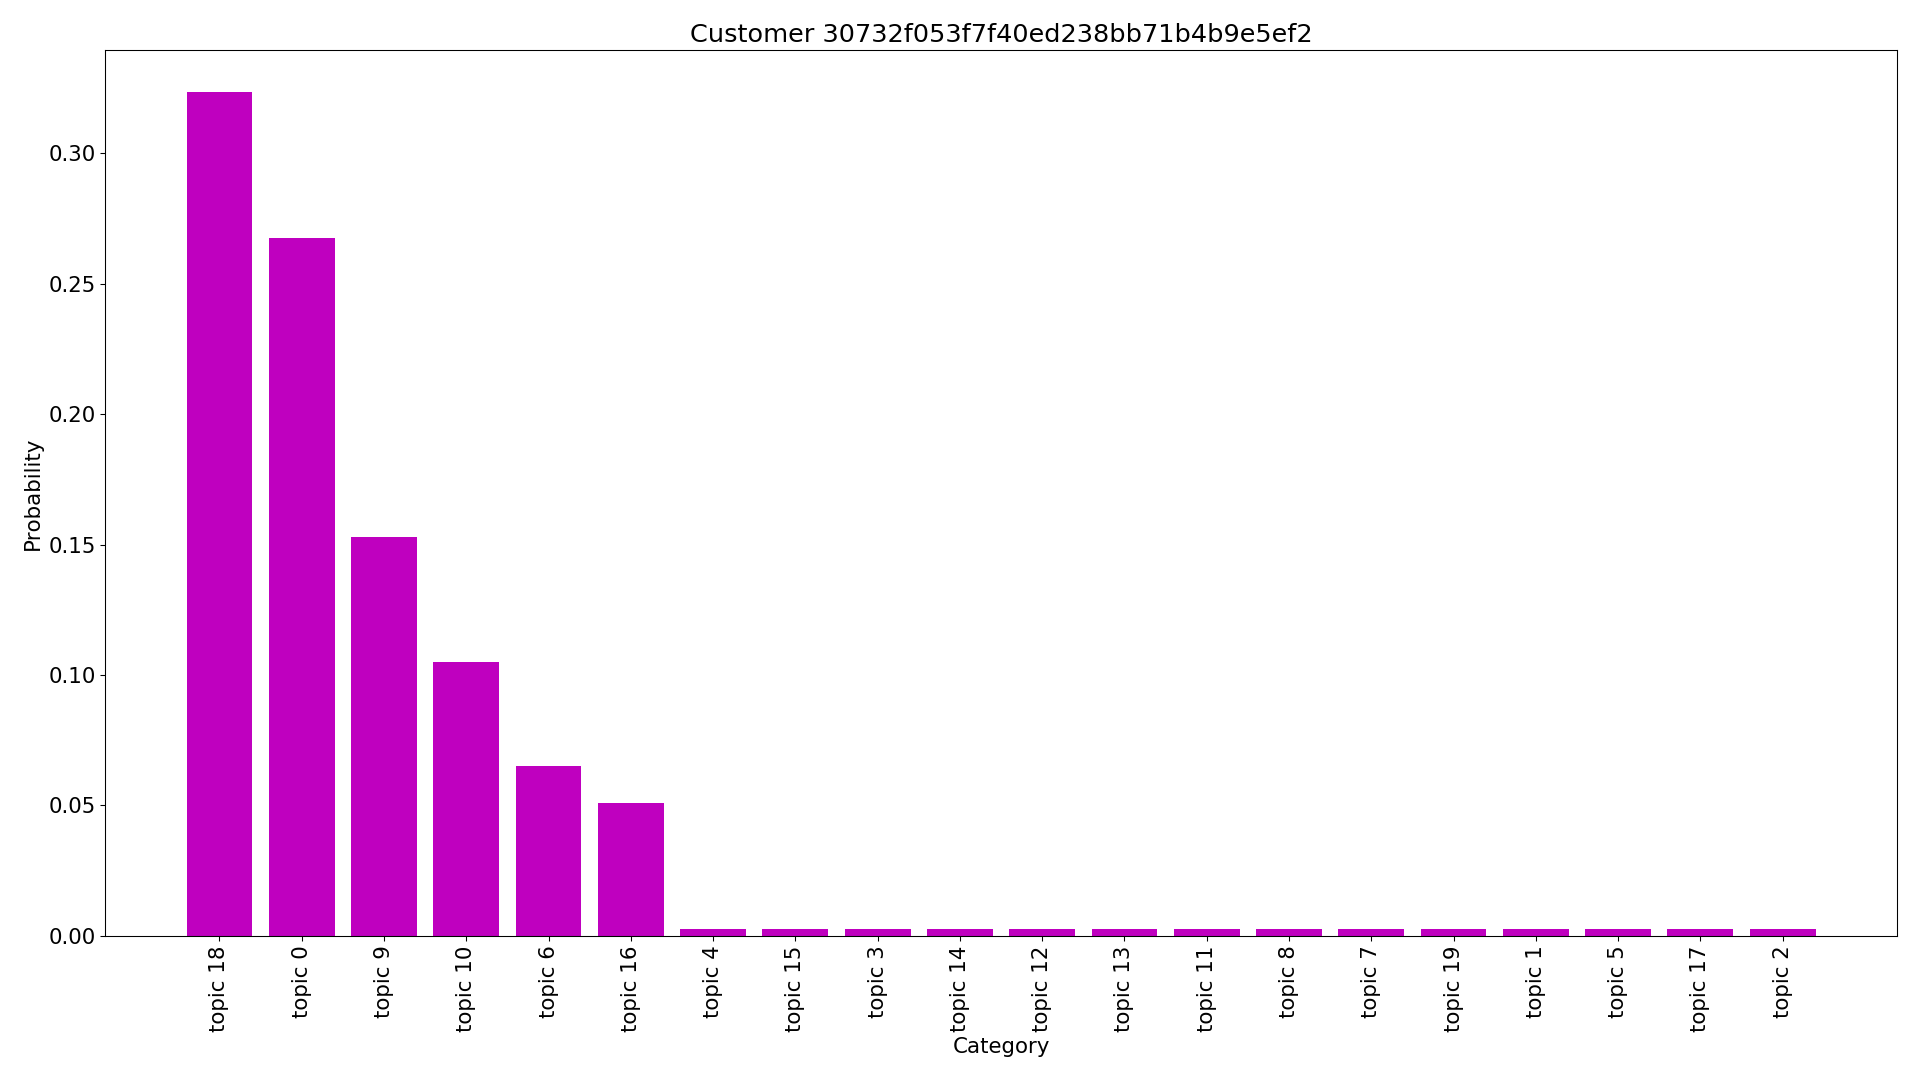 Customer 30732f053f7f40ed238bb71b4b9e5ef2
Probability
0.30
0.25
0.20
0.15
0.10
0.05
0.00
topic 18
topic 0
topic 9
topic 10
topic 6
topic 16
topic 4
topic 15
topic 3
topic 14
topic 12
topic 13
topic 11
topic 8
topic 7
topic 19
topic 1
topic 5
topic 17
topic 2
Category